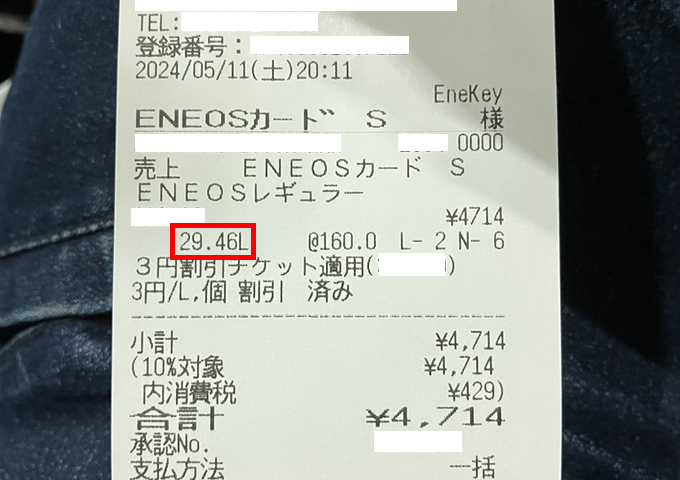 TEL:
登録番号:
2024/05/11(土)20:11
EneKey
ENEOSカード S 様
0000
売上 ENEOSカード S
ENEOSレギュラー
¥4714
29.46L @160.0 L- 2 N- 6
3円割引チケット適用( )
3円/L,個 割引 済み
小計 ¥4,714
(10%対象 ¥4,714
内消費税 ¥429)
合計 ¥4,714
承認No.
支払方法 一括